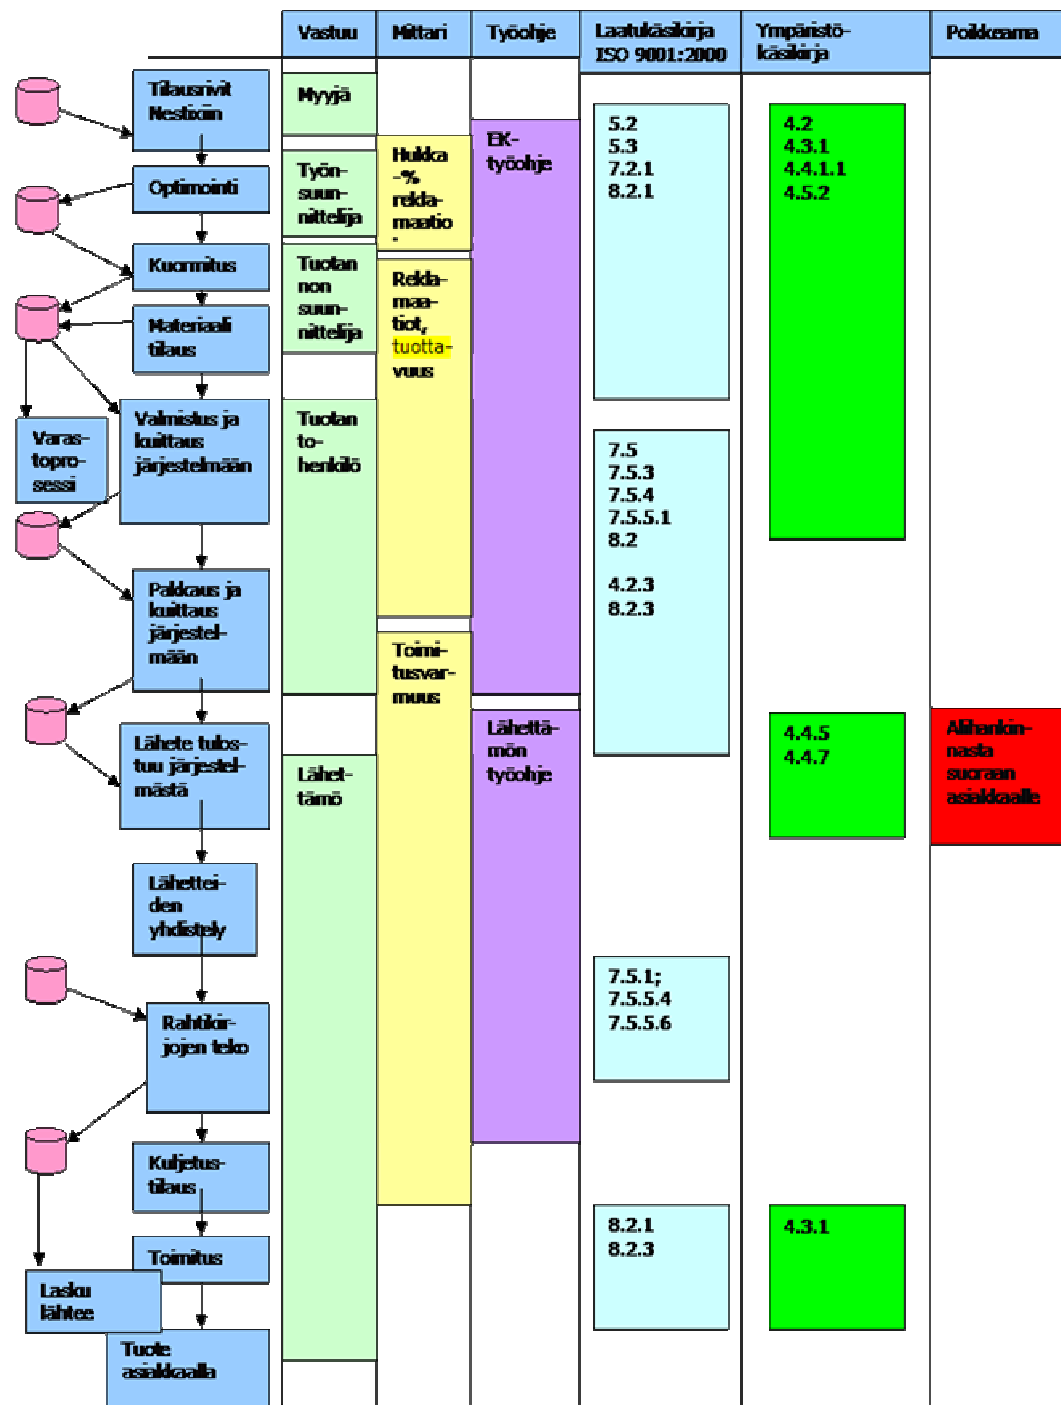 Vastuu
Mittari
Työohje
Laatukäsikirja
ISO 9001:2000
Ympäristö-
käsikirja
Poikkeama
Tilausrivit
Nestixiin
Optimointi
Kuormitus
Materiaali
tilaus
Valmistus ja
kuittaus
järjestelmään
Varas-
topro-
sessi
Pakkaus ja
kuittaus
järjestel-
mään
Lähete tulos-
tuu järjestel-
mästä
Lähettei-
den
yhdistely
Rahtikir-
jojen teko
Kuljetus-
tilaus
Toimitus
Lasku
lähtee
Tuote
asiakkaalla
Myyjä
Työn-
suun-
nittelija
Tuotan
non
suun-
nittelija
Tuotan
to-
henkilö
Lähet-
tämö
Hukka
-%
rekla-
maatio
Rekla-
maa-
tiot,
tuotta-
vuus
Toimi-
tusvar-
muus
EK-
työohje
Lähettä-
mön
työohje
5.2
5.3
7.2.1
8.2.1
7.5
7.5.3
7.5.4
7.5.5.1
8.2
4.2.3
8.2.3
7.5.1;
7.5.5.4
7.5.5.6
8.2.1
8.2.3
4.2
4.3.1
4.4.1.1
4.5.2
4.4.5
4.4.7
4.3.1
Alihankin-
nasta
suoraan
asiakkaalle